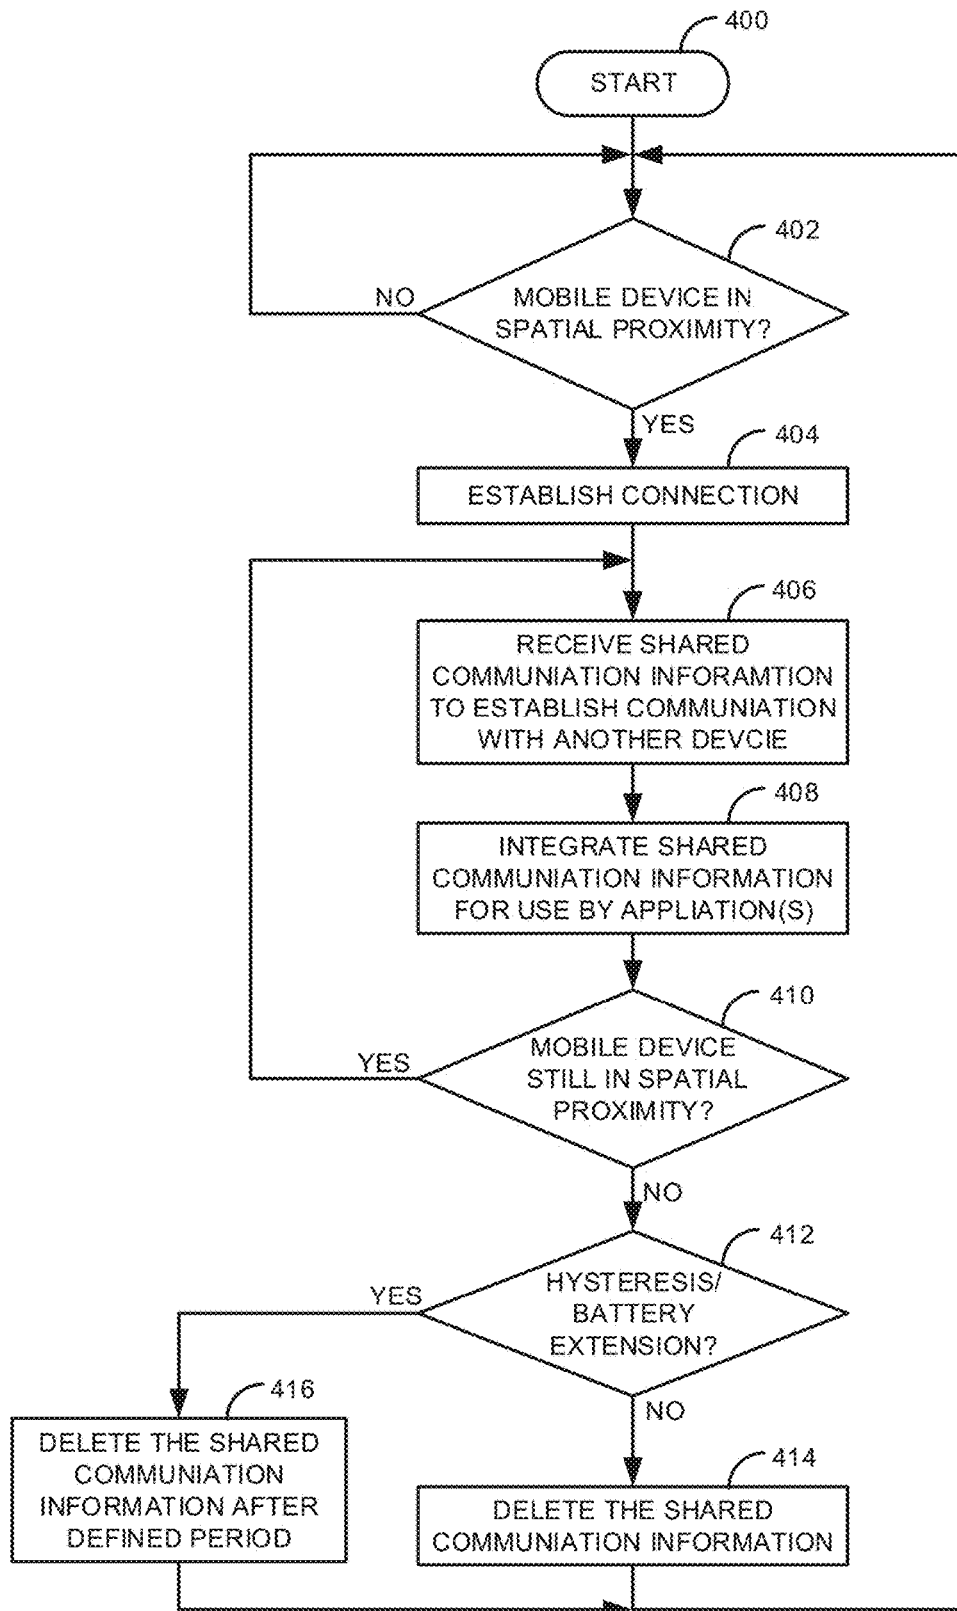 400
START
402
NO
MOBILE DEVICE IN
SPATIAL PROXIMITY?
YES
404
ESTABLISH CONNECTION
406
RECEIVE SHARED
COMMUNIATION INFORAMTION
TO ESTABLISH COMMUNIATION
WITH ANOTHER DEVCIE
408
INTEGRATE SHARED
COMMUNIATION INFORMATION
FOR USE BY APPLIATION(S)
410
YES
MOBILE DEVICE
STILL IN SPATIAL
PROXIMITY?
NO
412
YES
HYSTERESIS/
BATTERY
EXTENSION?
NO
416
DELETE THE SHARED
COMMUNIATION
INFORMATION AFTER
DEFINED PERIOD
414
DELETE THE SHARED
COMMUNIATION INFORMATION